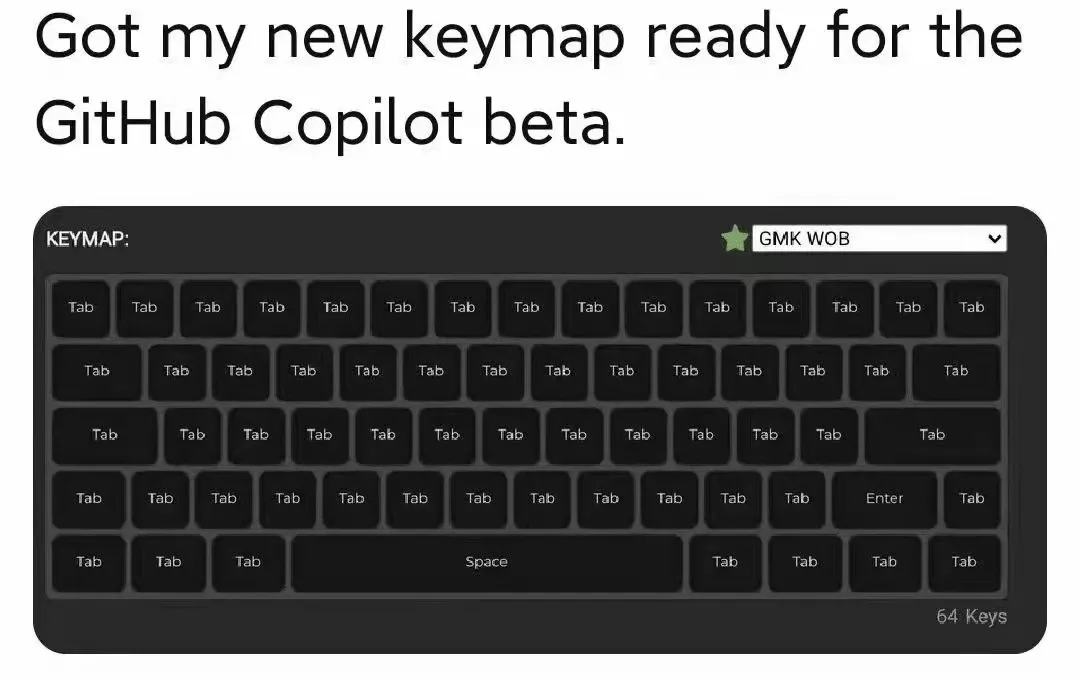 Got my new keymap ready for the
GitHub Copilot beta.
KEYMAP: GMK WOB
Tab Tab Tab Tab Tab Tab Tab Tab Tab Tab Tab Tab Tab Tab Tab
Tab Tab Tab Tab Tab Tab Tab Tab Tab Tab Tab Tab Tab Tab
Tab Tab Tab Tab Tab Tab Tab Tab Tab Tab Tab Tab Tab
Tab Tab Tab Tab Tab Tab Tab Tab Tab Tab Tab Tab Enter Tab
Tab Tab Tab Space Tab Tab Tab Tab
64 Keys